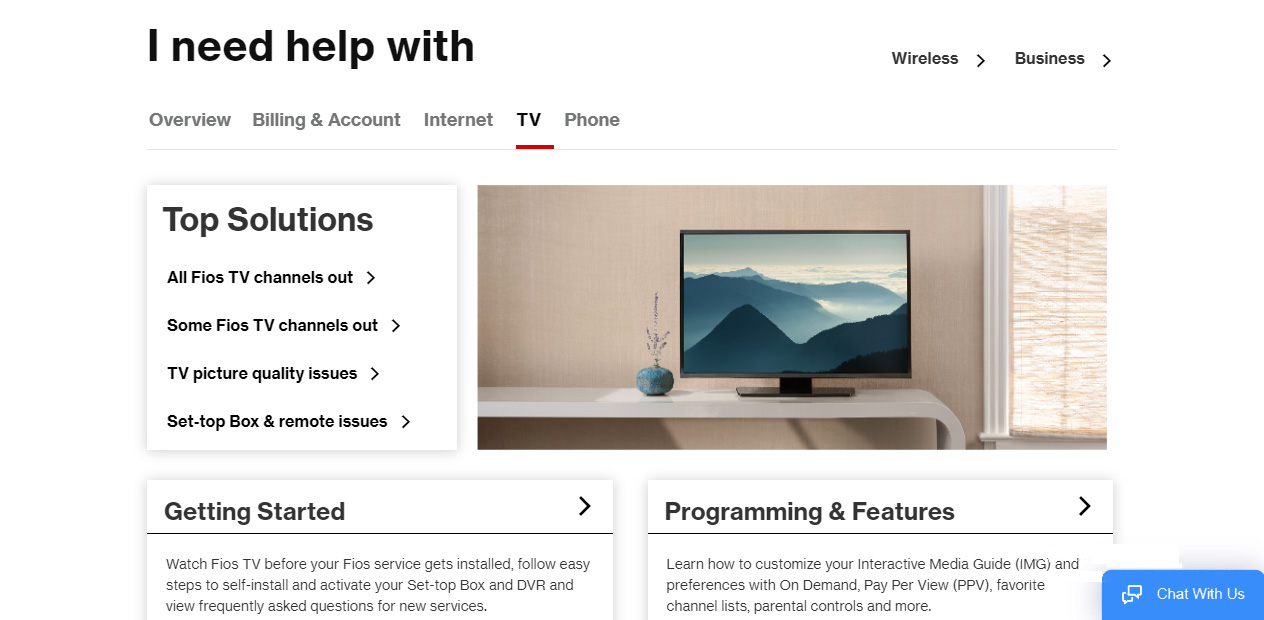 I need help with
Wireless
Business
Overview
Billing & Account
Internet
TV
Phone
Top Solutions
All Fios TV channels out
Some Fios TV channels out
TV picture quality issues
Set-top Box & remote issues
Getting Started
Watch Fios TV before your Fios service gets installed, follow easy
steps to self-install and activate your Set-top Box and DVR and
view frequently asked questions for new services.
Programming & Features
Learn how to customize your Interactive Media Guide (IMG) and
preferences with On Demand, Pay Per View (PPV), favorite
channel lists, parental controls and more.
Chat With Us